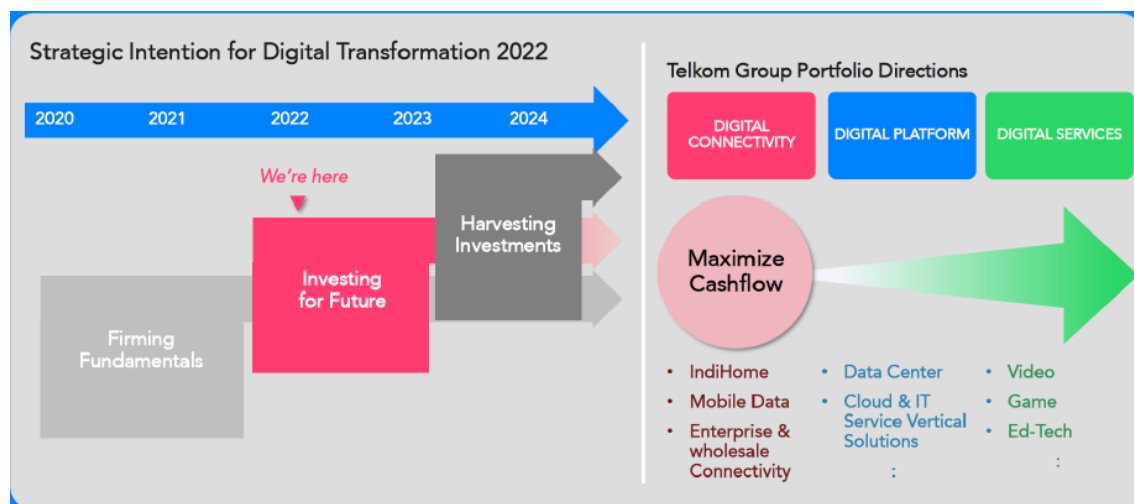 Strategic Intention for Digital Transformation 2022
2020 2021 2022 2023 2024
We're here
Firming
Fundamentals
Investing
for Future
Harvesting
Investments
Telkom Group Portfolio Directions
DIGITAL
CONNECTIVITY
DIGITAL PLATFORM
DIGITAL SERVICES
Maximize
Cashflow
• IndiHome
• Mobile Data
• Enterprise &
wholesale
Connectivity
• Data Center
• Cloud & IT
Service Vertical
Solutions
:
• Video
• Game
• Ed-Tech
: